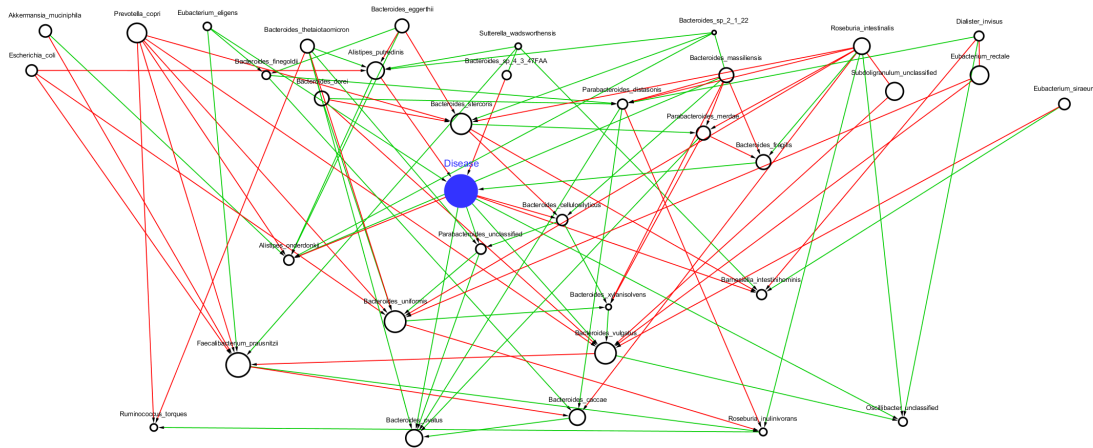 Akkermansia_muciniphila
Prevotella_copri
Eubacterium_eligens
Bacteroides_eggerthii
Bacteroides_thetaiotaomicron
Sutterella_wadsworthensis
Bacteroides_sp_2_1_22
Roseburia_intestinalis
Dialister_invisus
Escherichia_coli
Bacteroides_finegoldii
Alistipes_putredinis
Bacteroides_sp_4_3_47FAA
Bacteroides_massiliensis
Eubacterium_rectale
Subdoligranulum_unclassified
Bacteroides_dorei
Parabacteroides_distasonis
Eubacterium_siraeum
Bacteroides_stercoris
Parabacteroides_merdae
Bacteroides_fragilis
Disease
Bacteroides_cellulosilyticus
Alistipes_onderdonkii
Parabacteroides_unclassified
Barnesiella_intestinihominis
Bacteroides_uniformis
Bacteroides_xylanisolvens
Bacteroides_vulgatus
Faecalibacterium_prausnitzii
Ruminococcus_torques
Bacteroides_ovatus
Bacteroides_caccae
Roseburia_inulinivorans
Oscillibacter_unclassified